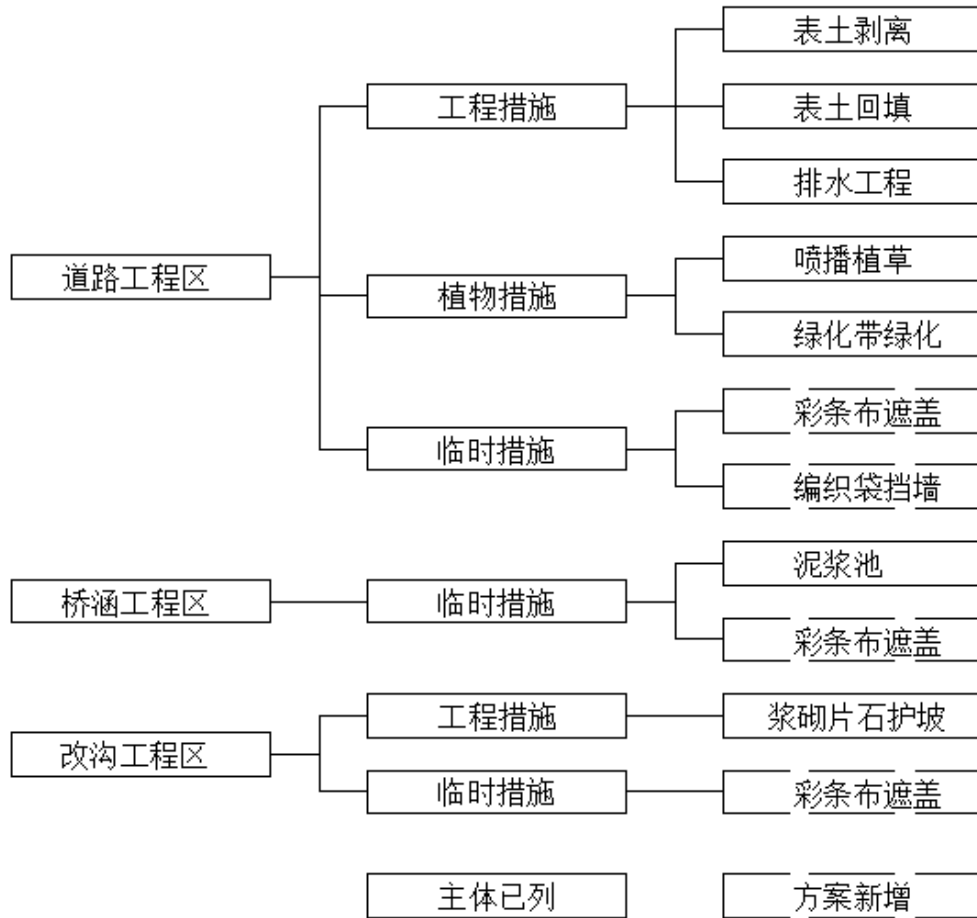 表土剥离
工程措施
表土回填
排水工程
道路工程区
植物措施
喷播植草
绿化带绿化
临时措施
彩条布遮盖
编织袋挡墙
桥涵工程区
临时措施
泥浆池
彩条布遮盖
改沟工程区
工程措施
浆砌片石护坡
临时措施
彩条布遮盖
主体已列
方案新增